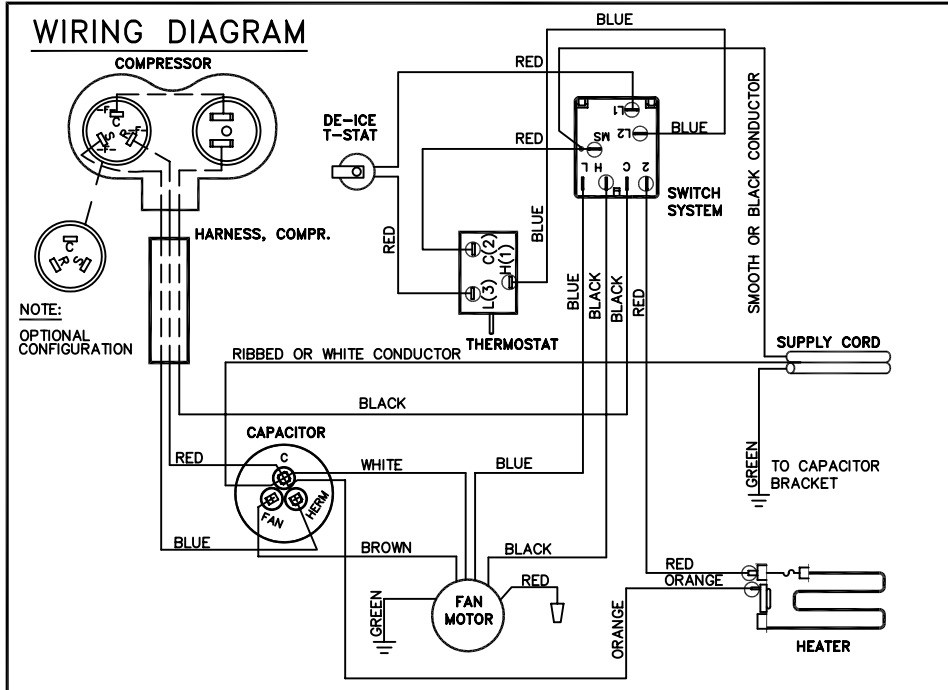 WIRING DIAGRAM
COMPRESSOR
-F-
C
S
R
-F-
-F-
DE-ICE
T-STAT
RED
BLUE
RED
BLUE
L1
L2
MS
L
H
C
2
SWITCH
SYSTEM
SMOOTH OR BLACK CONDUCTOR
HARNESS, COMPR.
C
R
S
NOTE:
OPTIONAL
CONFIGURATION
RED
C(2)
H(1)
L(3)
THERMOSTAT
BLUE
BLUE
BLACK
BLACK
RED
SUPPLY CORD
RIBBED OR WHITE CONDUCTOR
BLACK
CAPACITOR
C
FAN
HERM
RED
WHITE
BLUE
GREEN
TO CAPACITOR
BRACKET
BLUE
BROWN
BLACK
RED
GREEN
FAN
MOTOR
ORANGE
RED
ORANGE
HEATER